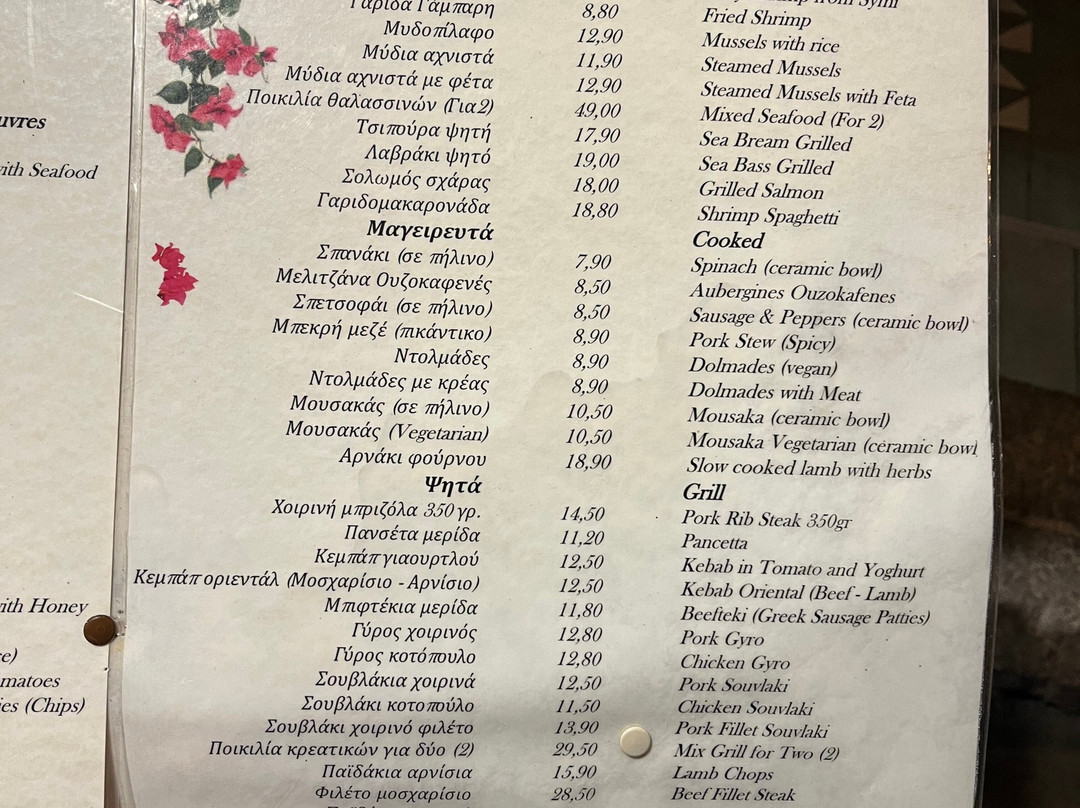 uvres
with Seafood
with Honey
matoes
ies (Chips)
Γαρίδα Γάμπαρη 8,80 from Symi
Μυδοπίλαφο 12,90 Fried Shrimp
Μύδια αχνιστά 11,90 Mussels with rice
Μύδια αχνιστά με φέτα 12,90 Steamed Mussels
Ποικιλία θαλασσινών (Για2) 49,00 Steamed Mussels with Feta
Τσιπούρα ψητή 17,90 Mixed Seafood (For 2)
Λαβράκι ψητό 19,00 Sea Bream Grilled
Σολωμός σχάρας 18,00 Sea Bass Grilled
Γαριδομακαρονάδα 18,80 Grilled Salmon
Shrimp Spaghetti
Μαγειρευτά Cooked
Σπανάκι (σε πήλινο) 7,90 Spinach (ceramic bowl)
Μελιτζάνα Ουζοκαφενές 8,50 Aubergines Ouzokafenes
Σπετσοφάι (σε πήλινο) 8,50 Sausage & Peppers (ceramic bowl)
Μπεκρή μεζέ (πικάντικο) 8,90 Pork Stew (Spicy)
Ντολμάδες 8,90 Dolmades (vegan)
Ντολμάδες με κρέας 8,90 Dolmades with Meat
Μουσακάς (σε πήλινο) 10,50 Mousaka (ceramic bowl)
Μουσακάς (Vegetarian) 10,50 Mousaka Vegetarian (ceramic bowl
Αρνάκι φούρνου 18,90 Slow cooked lamb with herbs
Ψητά Grill
Χοιρινή μπριζόλα 350γρ. 14,50 Pork Rib Steak 350gr
Πανσέτα μερίδα 11,20 Pancetta
Κεμπάπ γιαουρτλού 12,50 Kebab in Tomato and Yoghurt
Κεμπάπ οριεντάλ (Μοσχαρίσιο - Αρνίσιο) 12,50 Kebab Oriental (Beef - Lamb)
Μπιφτέκια μερίδα 11,80 Beefteki (Greek Sausage Patties)
Γύρος χοιρινός 12,80 Pork Gyro
Γύρος κοτόπουλο 12,80 Chicken Gyro
Σουβλάκια χοιρινά 12,50 Pork Souvlaki
Σουβλάκι κοτοπούλο 11,50 Chicken Souvlaki
Σουβλάκι χοιρινό φιλέτο 13,90 Pork Fillet Souvlaki
Ποικιλία κρεατικών για δύο (2) 29,50 Mix Grill for Two (2)
Παϊδάκια αρνίσια 15,90 Lamb Chops
Φιλέτο μοσχαρίσιο 28,50 Beef Fillet Steak